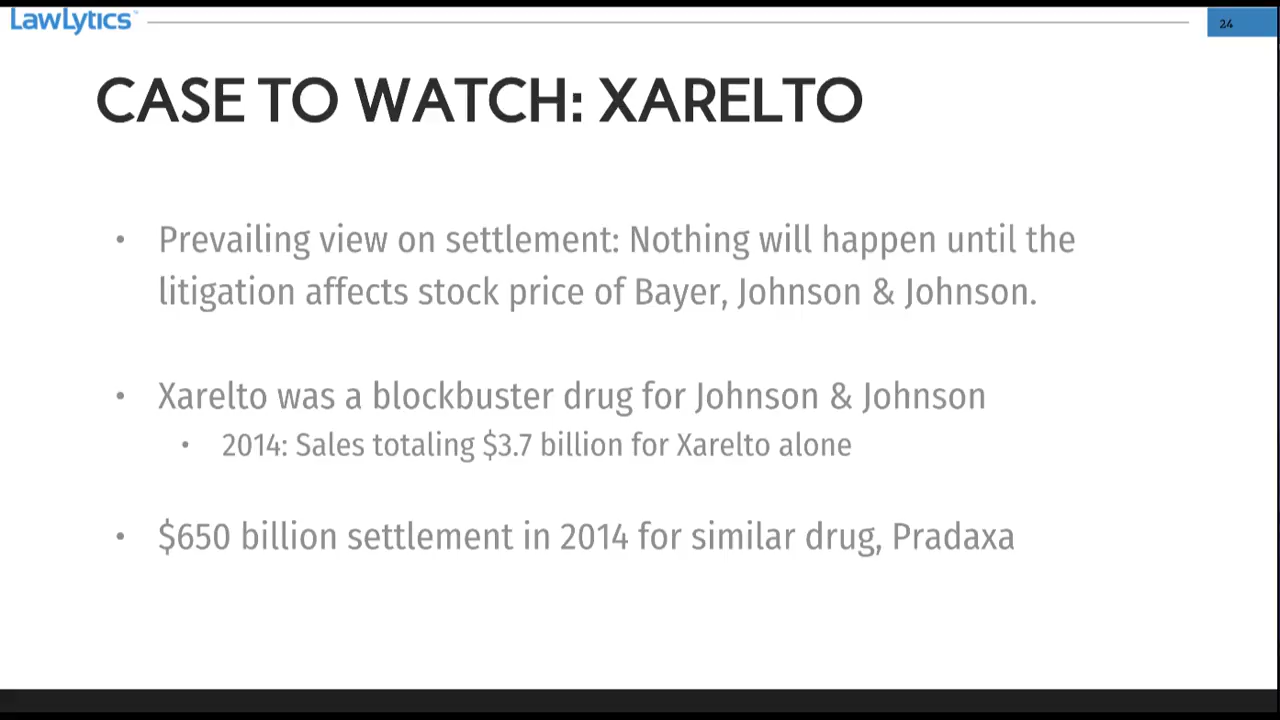 LawLytics™
24
CASE TO WATCH: XARELTO
• Prevailing view on settlement: Nothing will happen until the
litigation affects stock price of Bayer, Johnson & Johnson.
• Xarelto was a blockbuster drug for Johnson & Johnson
• 2014: Sales totaling $3.7 billion for Xarelto alone
• $650 billion settlement in 2014 for similar drug, Pradaxa